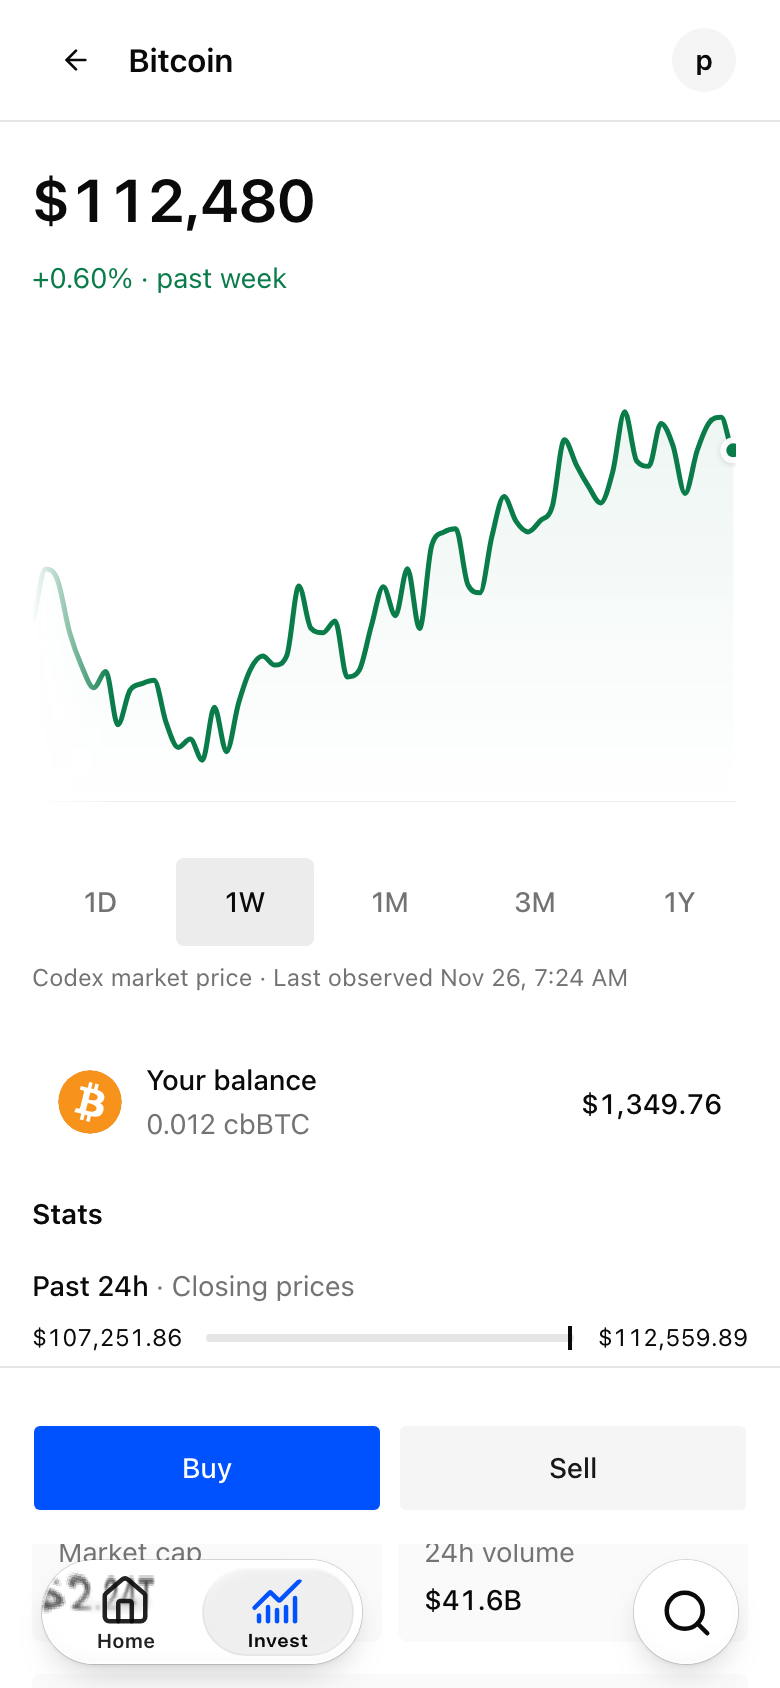 Bitcoin
p
$112,480
+0.60% · past week
1D 1W 1M 3M 1Y
Codex market price · Last observed Nov 26, 7:24 AM
Your balance
0.012 cbBTC
$1,349.76
Stats
Past 24h · Closing prices
$107,251.86 $112,559.89
Buy Sell
Market cap 24h volume
$41.6B
Home Invest